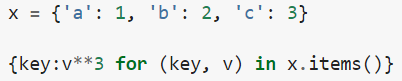 x = {'a': 1, 'b': 2, 'c': 3}
{key:v**3 for (key, v) in x.items()}